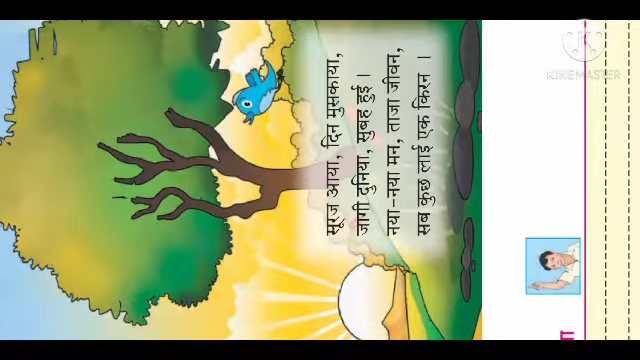 सूरज आया, दिन मुसकाया,
जागी दुनिया, सुबह हुई ।
नया-नया मन, ताजा जीवन,
सब कुछ लाई एक किरन ।
KINEMASTER